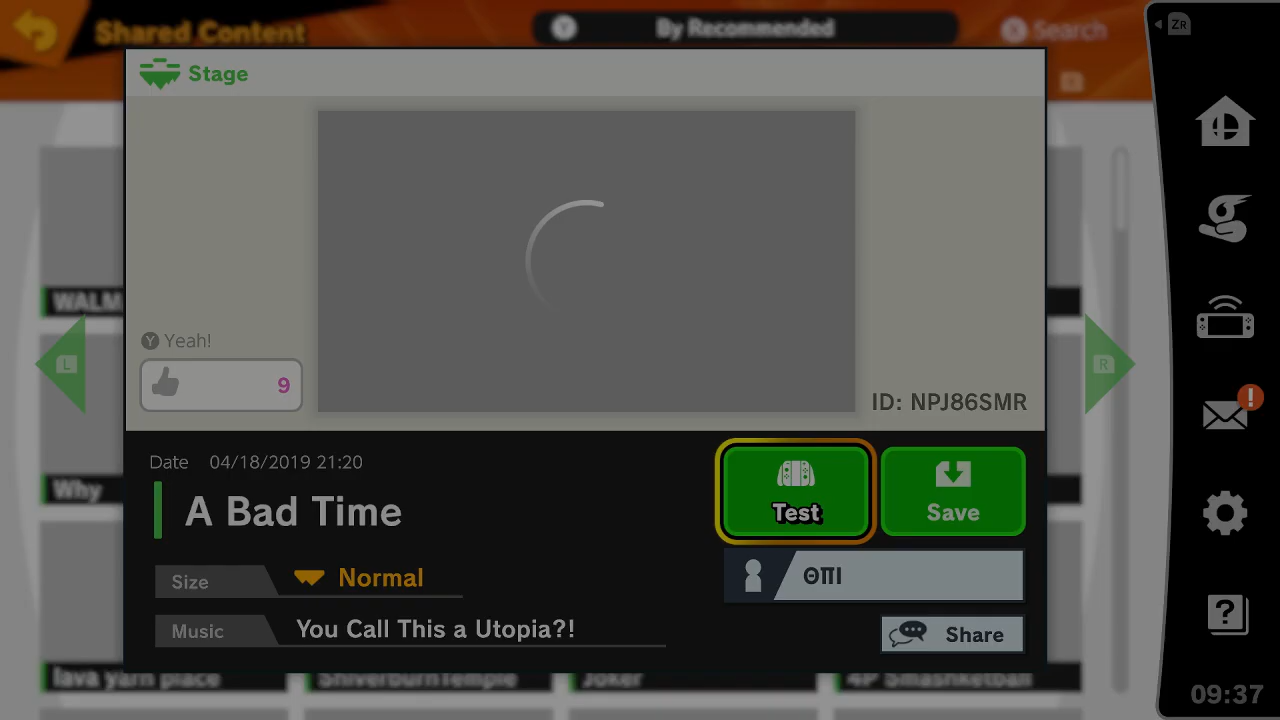 Shared Content
Y By Recommended
X Search
ZR
Stage
WALM
L
R
Y Yeah!
9
ID: NPJ86SMR
Date 04/18/2019 21:20
A Bad Time
Test
Save
Why
Size Normal
ΘΠΙ
Music You Call This a Utopia?!
Share
lava yarn place
ShiverburnTemple
Joker
4P Smashketball
09:37